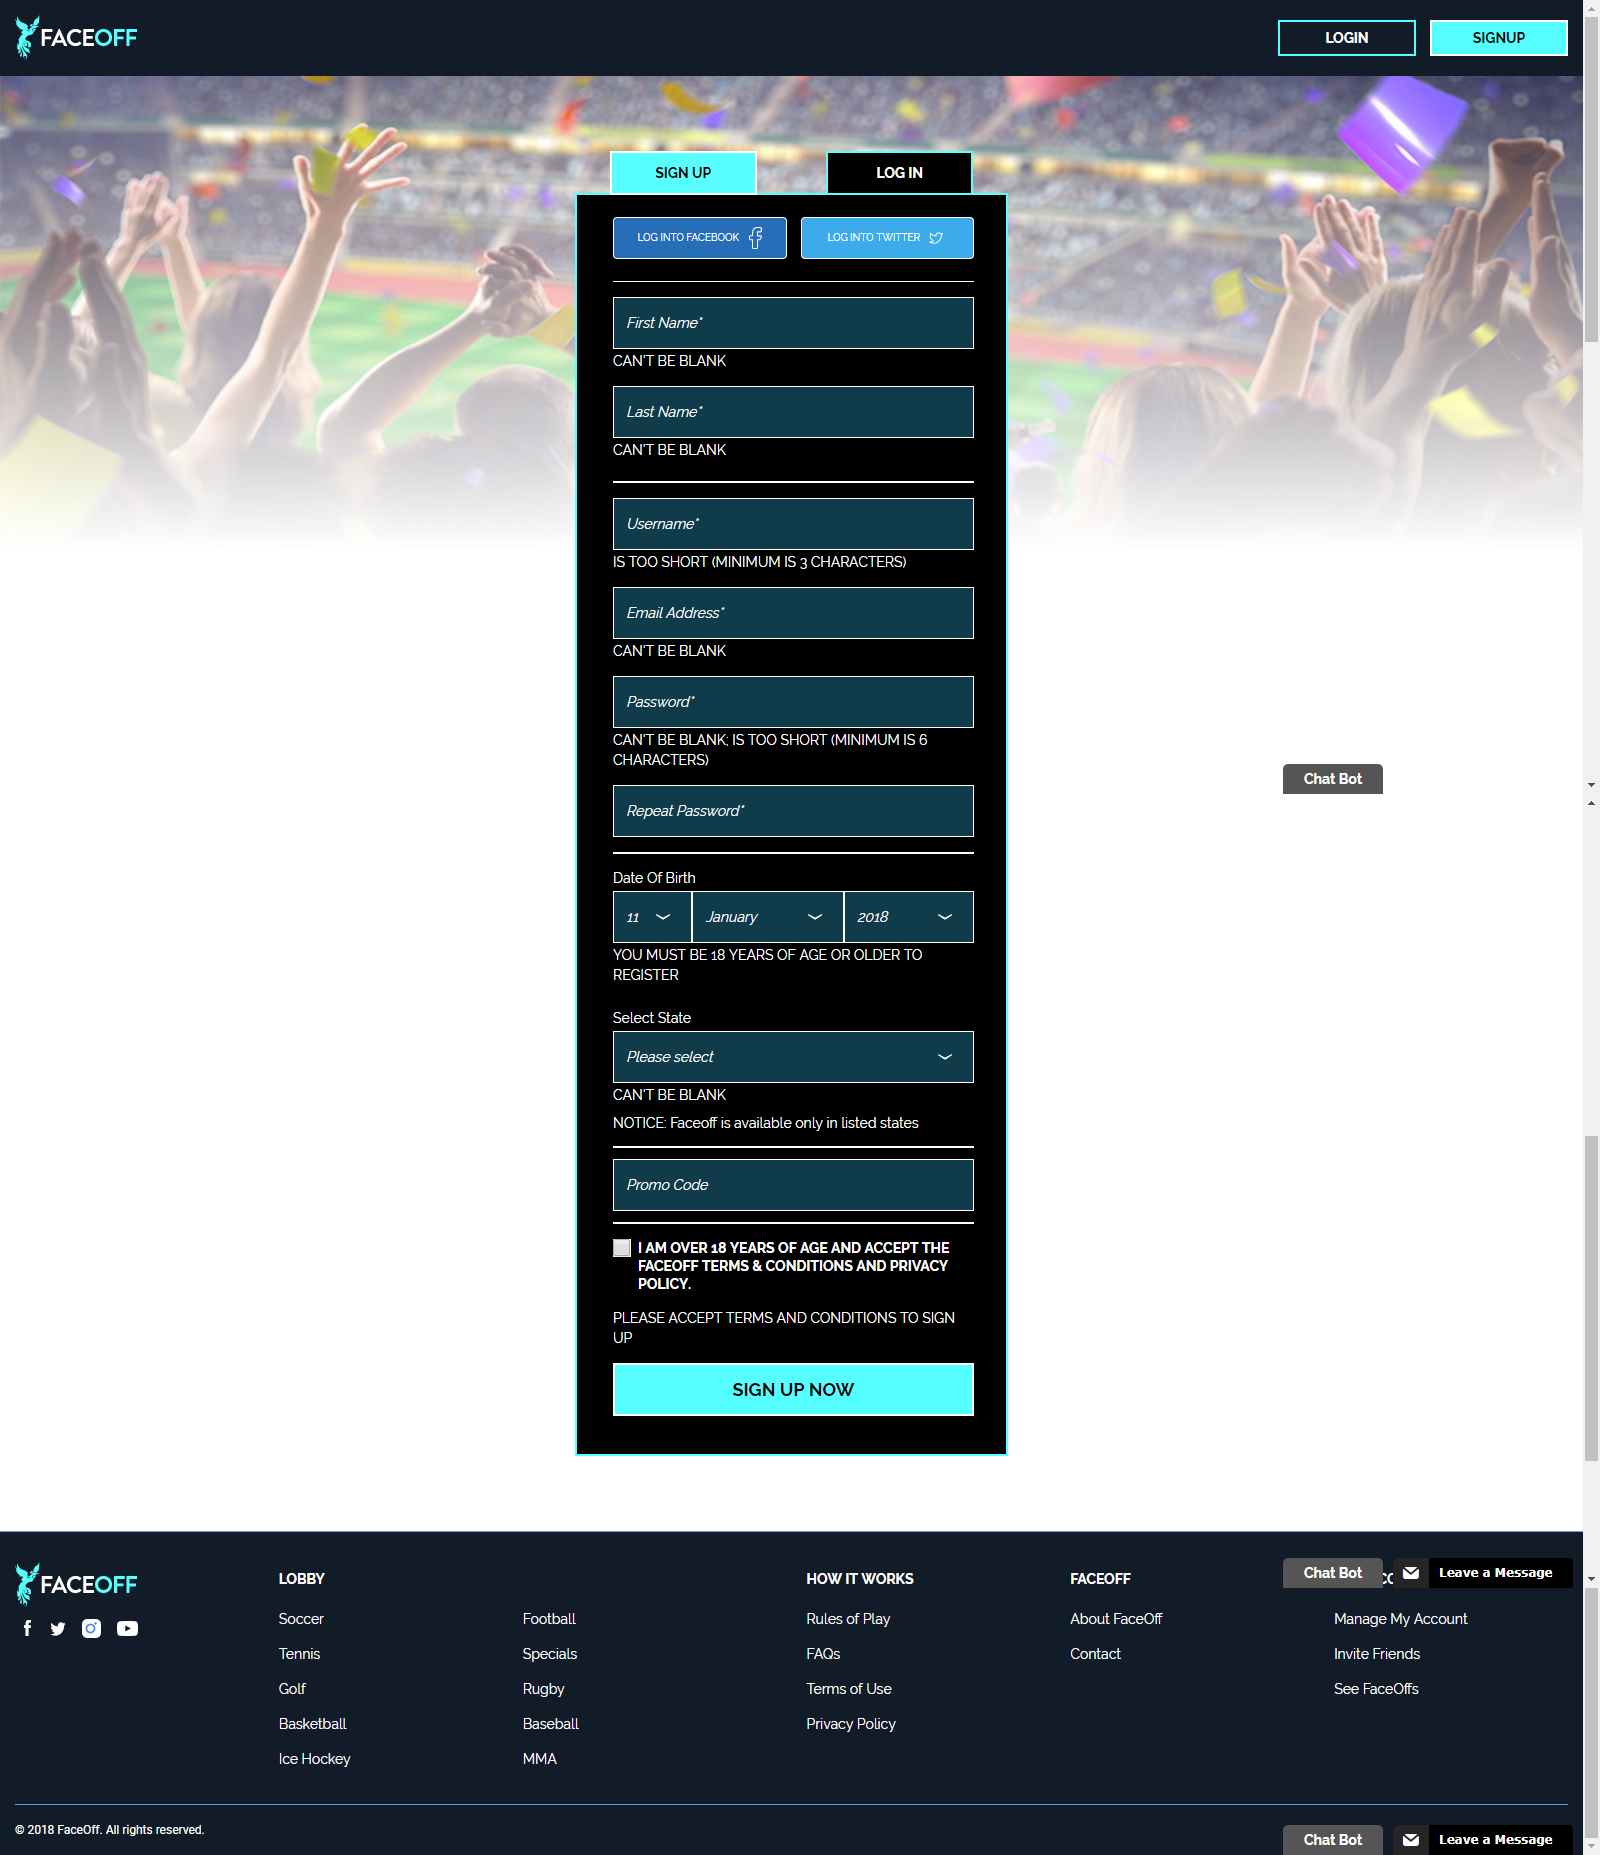 FACEOFF
LOGIN
SIGNUP
SIGN UP
LOG IN
LOG INTO FACEBOOK
LOG INTO TWITTER
First Name*
CAN'T BE BLANK
Last Name*
CAN'T BE BLANK
Username*
IS TOO SHORT (MINIMUM IS 3 CHARACTERS)
Email Address*
CAN'T BE BLANK
Password*
CAN'T BE BLANK; IS TOO SHORT (MINIMUM IS 6
CHARACTERS)
Chat Bot
Repeat Password*
Date Of Birth
11 January 2018
YOU MUST BE 18 YEARS OF AGE OR OLDER TO
REGISTER
Select State
Please select
CAN'T BE BLANK
NOTICE: Faceoff is available only in listed states
Promo Code
I AM OVER 18 YEARS OF AGE AND ACCEPT THE
FACEOFF TERMS & CONDITIONS AND PRIVACY
POLICY.
PLEASE ACCEPT TERMS AND CONDITIONS TO SIGN
UP
SIGN UP NOW
FACEOFF
LOBBY
Soccer
Tennis
Golf
Basketball
Ice Hockey
Football
Specials
Rugby
Baseball
MMA
HOW IT WORKS
Rules of Play
FAQs
Terms of Use
Privacy Policy
FACEOFF
About FaceOff
Contact
Chat Bot
Leave a Message
Manage My Account
Invite Friends
See FaceOffs
© 2018 FaceOff. All rights reserved.
Chat Bot
Leave a Message